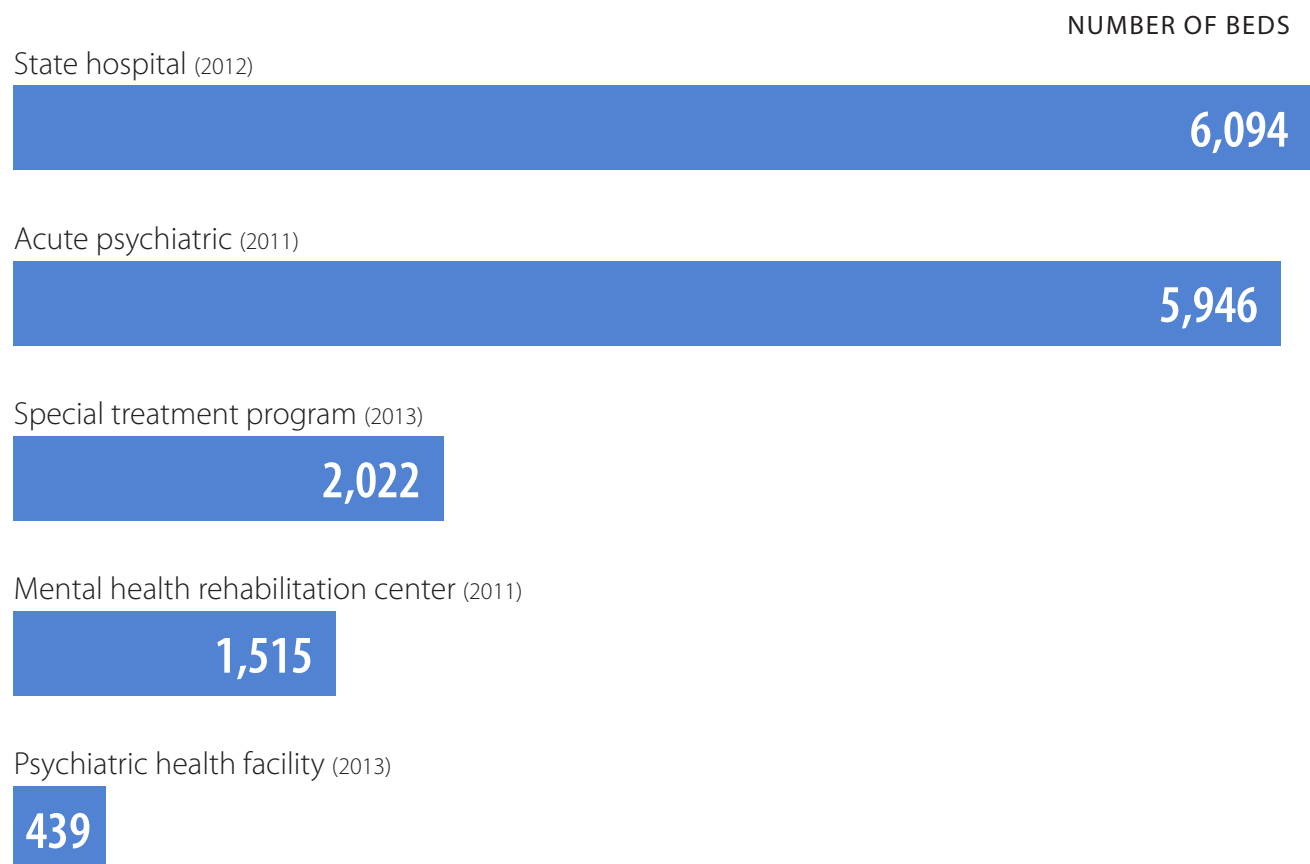 NUMBER OF BEDS
State hospital (2012)
6,094
Acute psychiatric (2011)
5,946
Special treatment program (2013)
2,022
Mental health rehabilitation center (2011)
1,515
Psychiatric health facility (2013)
439